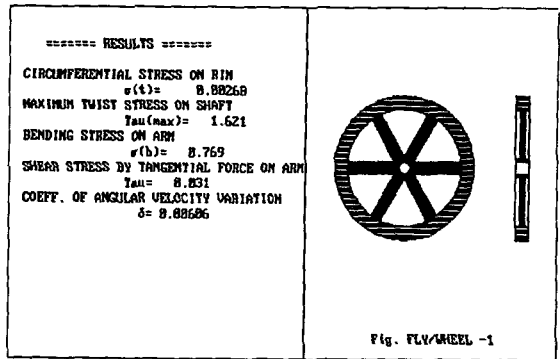 ======= RESULTS =======
CIRCUMFERENTIAL STRESS ON RIM
σ(t)= 0.00260
MAXIMUM TWIST STRESS ON SHAFT
Tau(max)= 1.621
BENDING STRESS ON ARM
σ(b)= 0.769
SHEAR STRESS BY TANGENTIAL FORCE ON ARM
Tau= 0.031
COEFF. OF ANGULAR VELOCITY VARIATION
δ= 0.00606
Fig. FLY/WHEEL -1